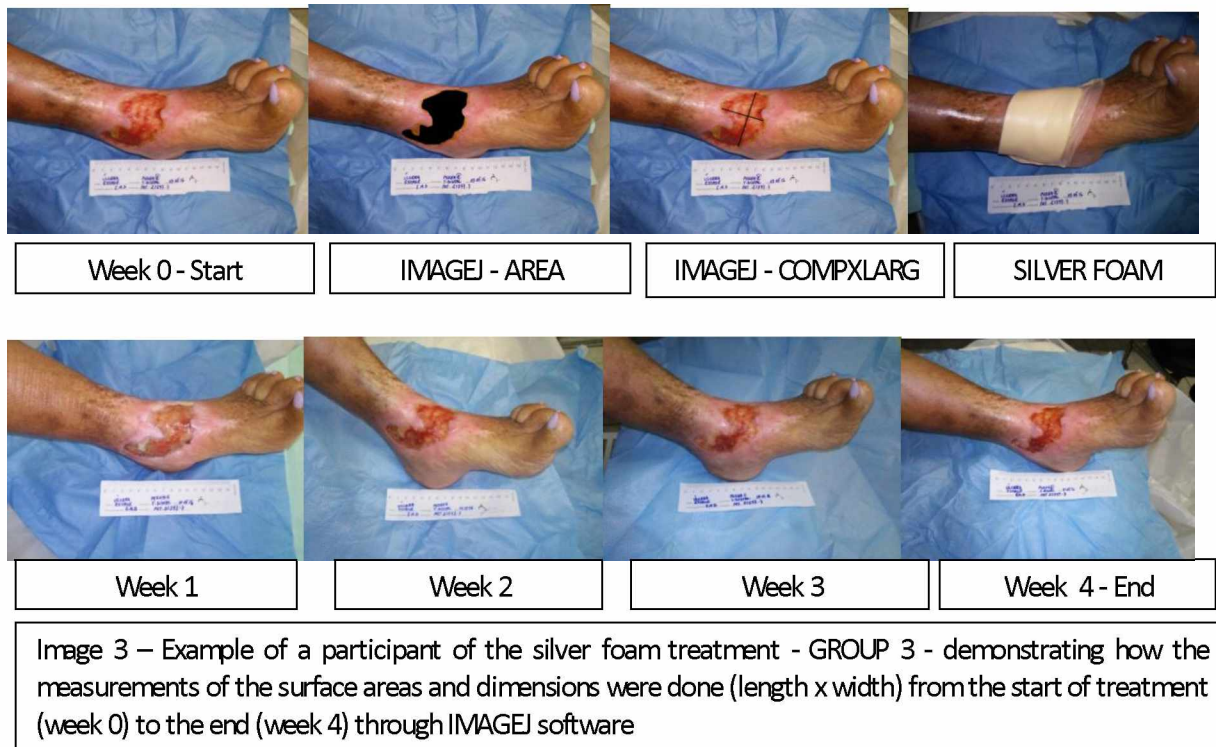 Week 0 - Start
IMAGEJ - AREA
IMAGEJ - COMPXLARG
SILVER FOAM
Week 1
Week 2
Week 3
Week 4 - End
Image 3 – Example of a participant of the silver foam treatment - GROUP 3 - demonstrating how the
measurements of the surface areas and dimensions were done (length x width) from the start of treatment
(week 0) to the end (week 4) through IMAGEJ software